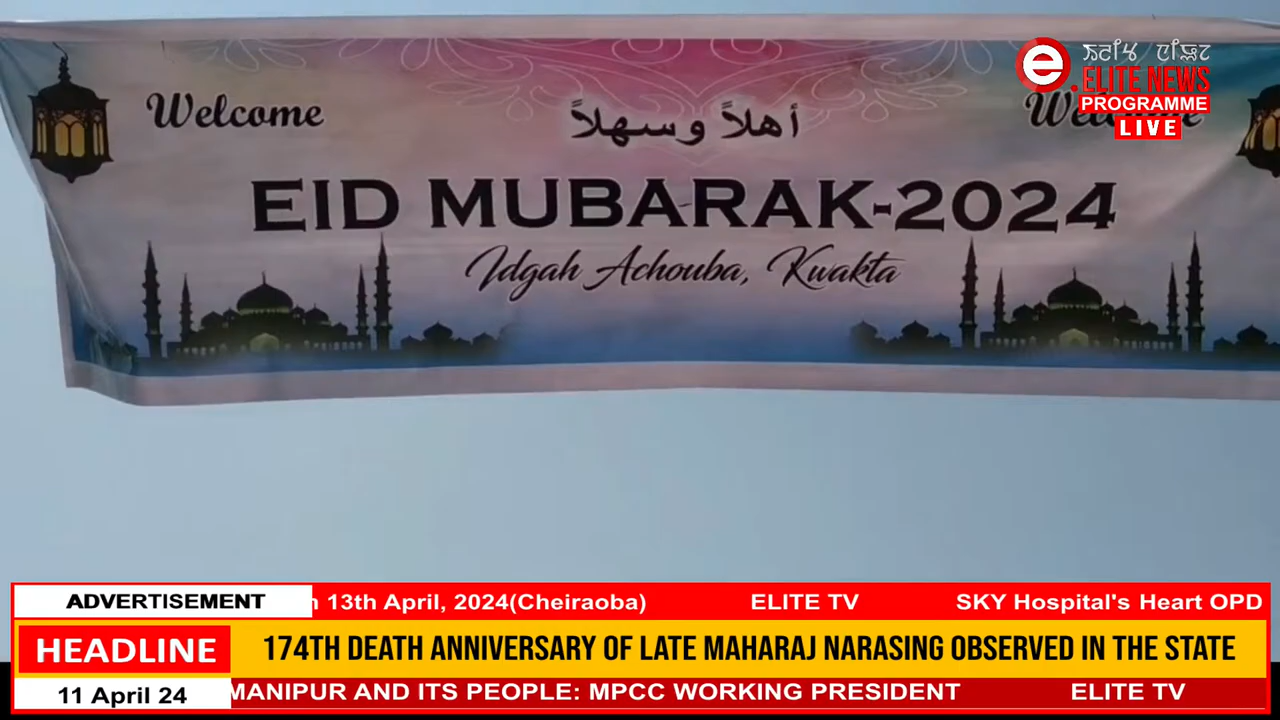 Welcome
أهلاً وسهلاً
Welcome
EID MUBARAK-2024
Idgah Achouba, Kwakta
e.
ELITE NEWS
PROGRAMME
LIVE
ADVERTISEMENT
13th April, 2024(Cheiraoba) ELITE TV SKY Hospital's Heart OPD
HEADLINE
174TH DEATH ANNIVERSARY OF LATE MAHARAJ NARASING OBSERVED IN THE STATE
11 April 24
MANIPUR AND ITS PEOPLE: MPCC WORKING PRESIDENT ELITE TV